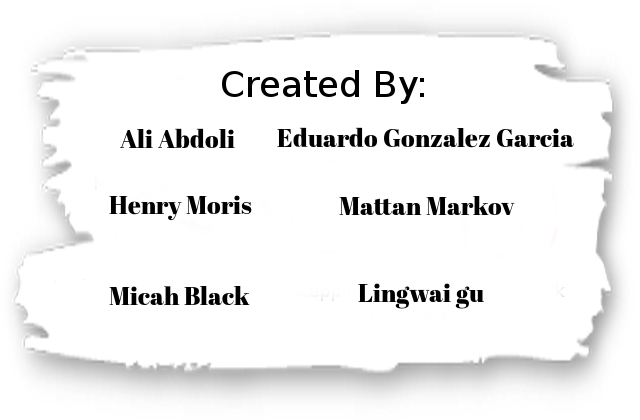 Created By:
Ali Abdoli Eduardo Gonzalez Garcia
Henry Moris Mattan Markov
Micah Black Lingwai gu